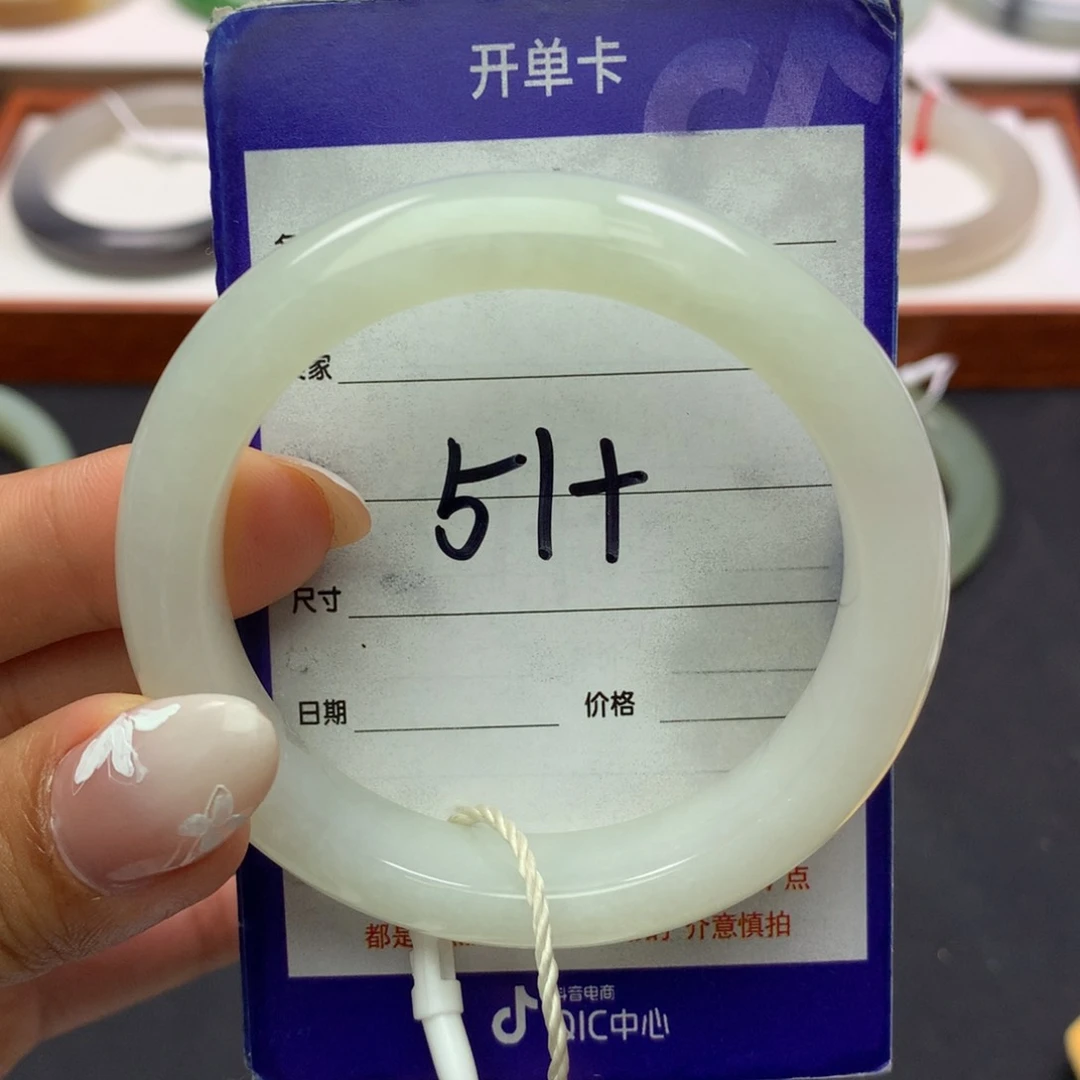 开单卡
家
51+
尺寸
日期 价格
点
都是 介意慎拍
抖音电商
QIC中心